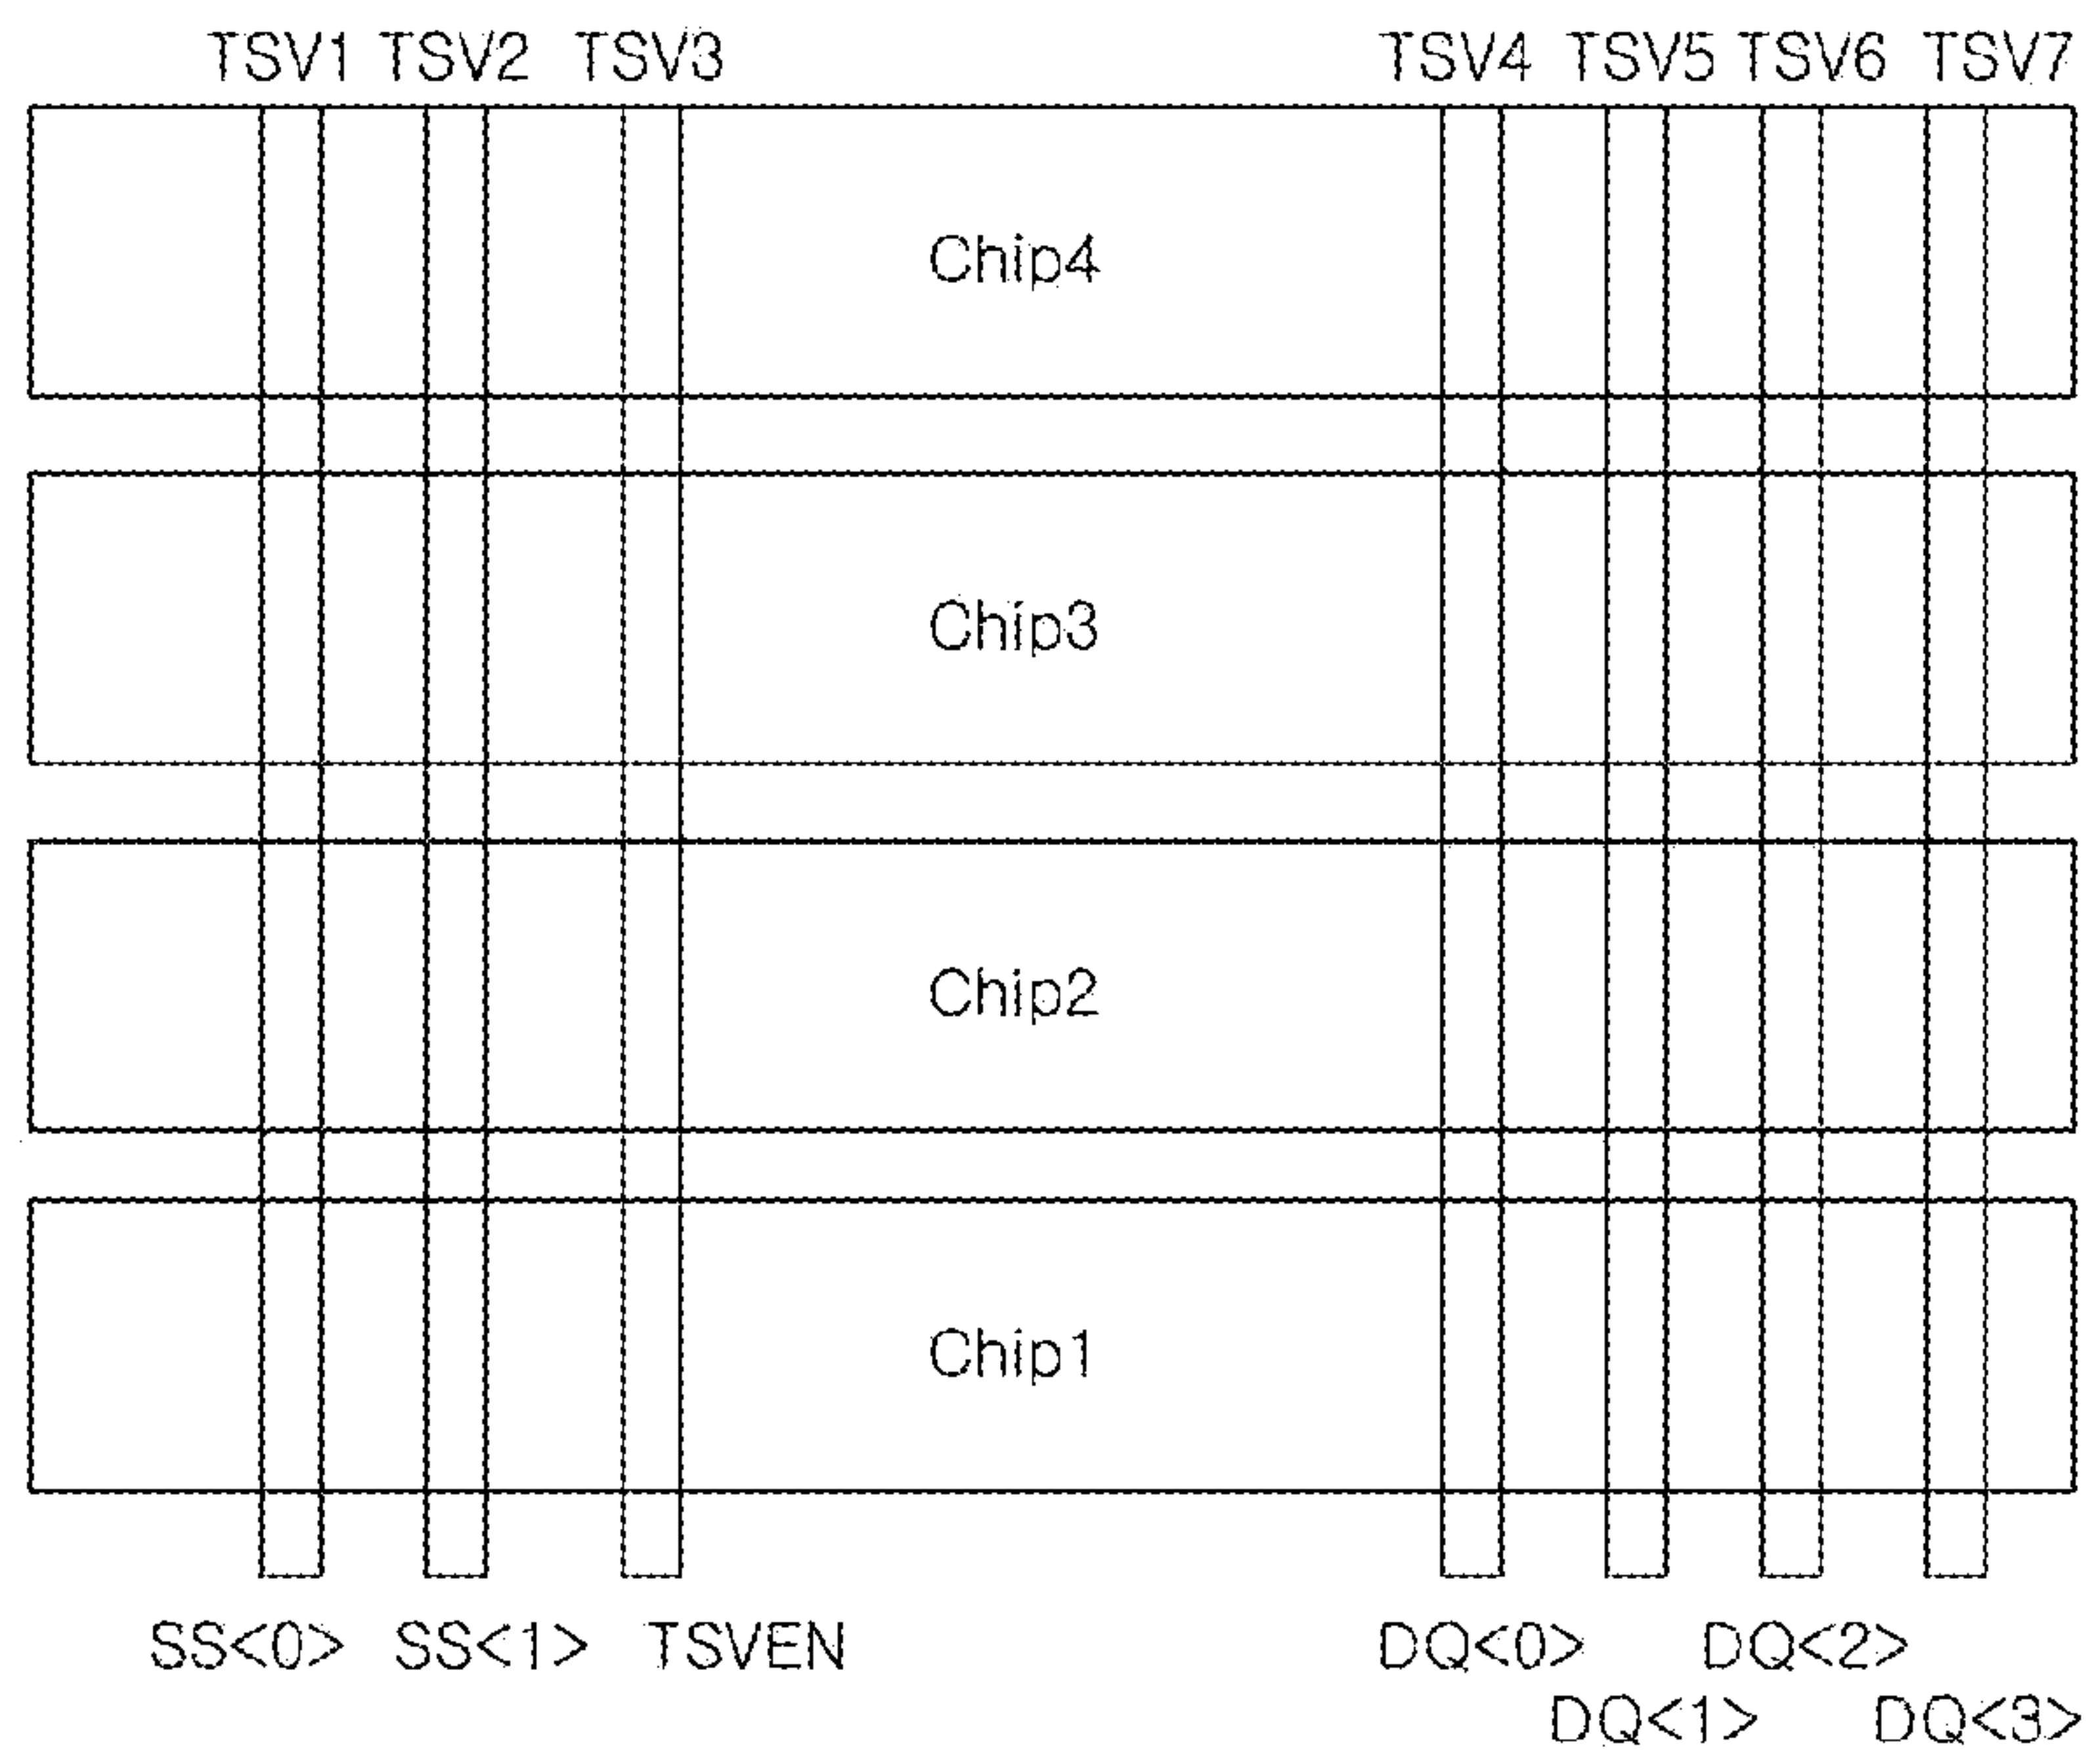 TSV1 TSV2 TSV3 TSV4 TSV5 TSV6 TSV7
Chip4
Chip3
Chip2
Chip1
SS<0> SS<1> TSVEN DQ<0> DQ<2>
DQ<1> DQ<3>